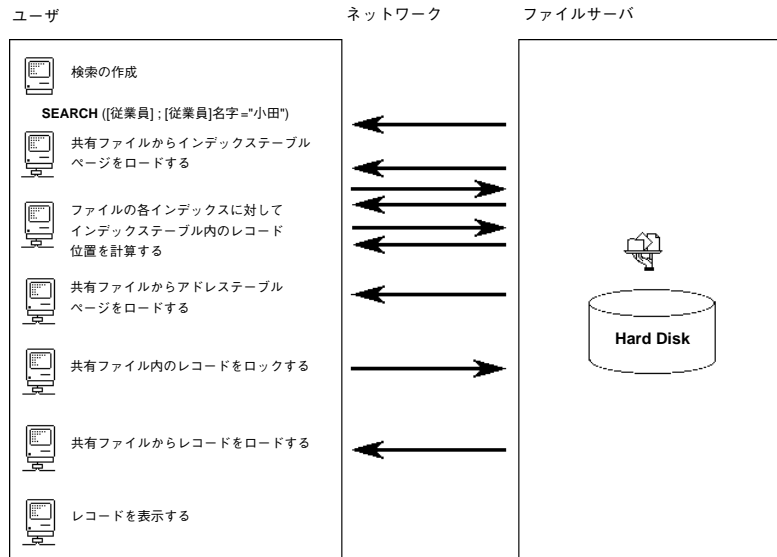 ユーザ
ネットワーク
ファイルサーバ
検索の作成
SEARCH ([従業員] ; [従業員]名字="小田")
共有ファイルからインデックステーブル
ページをロードする
ファイルの各インデックスに対して
インデックステーブル内のレコード
位置を計算する
共有ファイルからアドレステーブル
ページをロードする
共有ファイル内のレコードをロックする
共有ファイルからレコードをロードする
レコードを表示する
Hard Disk